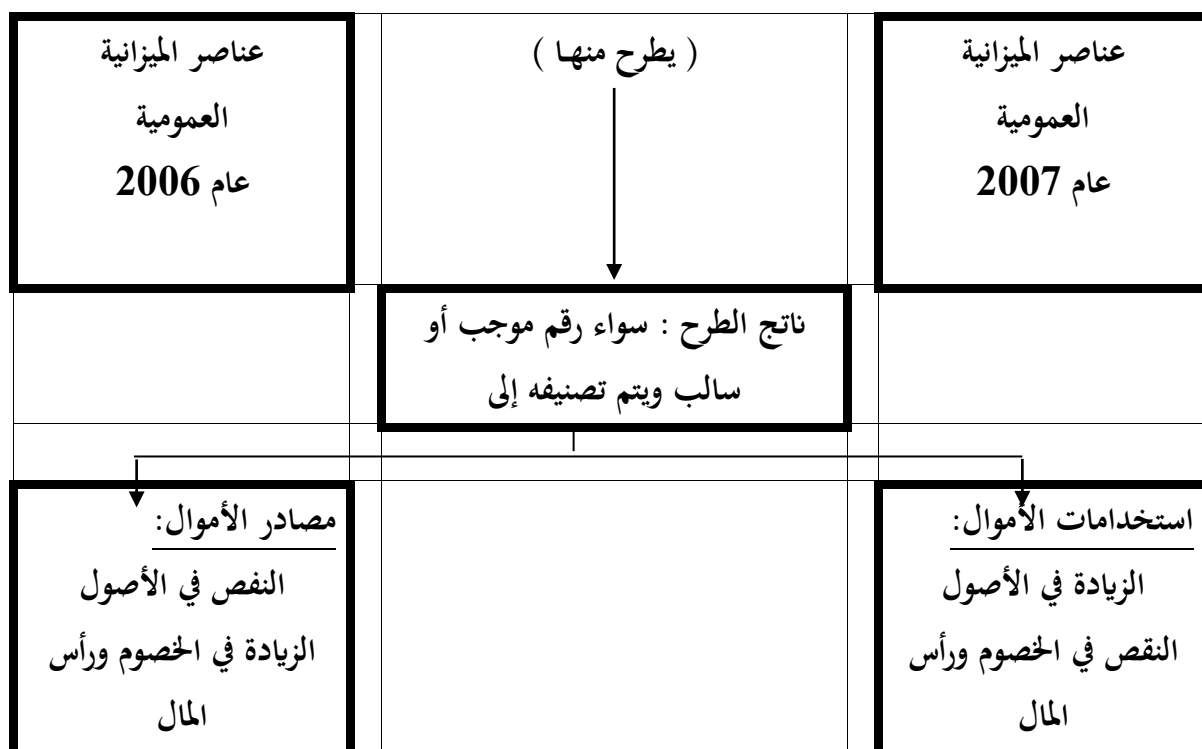 عناصر الميزانية
العمومية
عام 2007
( يطرح منها )
عناصر الميزانية
العمومية
عام 2006
ناتج الطرح : سواء رقم موجب أو
سالب ويتم تصنيفه إلى
استخدامات الأموال:
الزيادة في الأصول
النقص في الخصوم ورأس
المال
مصادر الأموال:
النفص في الأصول
الزيادة في الخصوم ورأس
المال